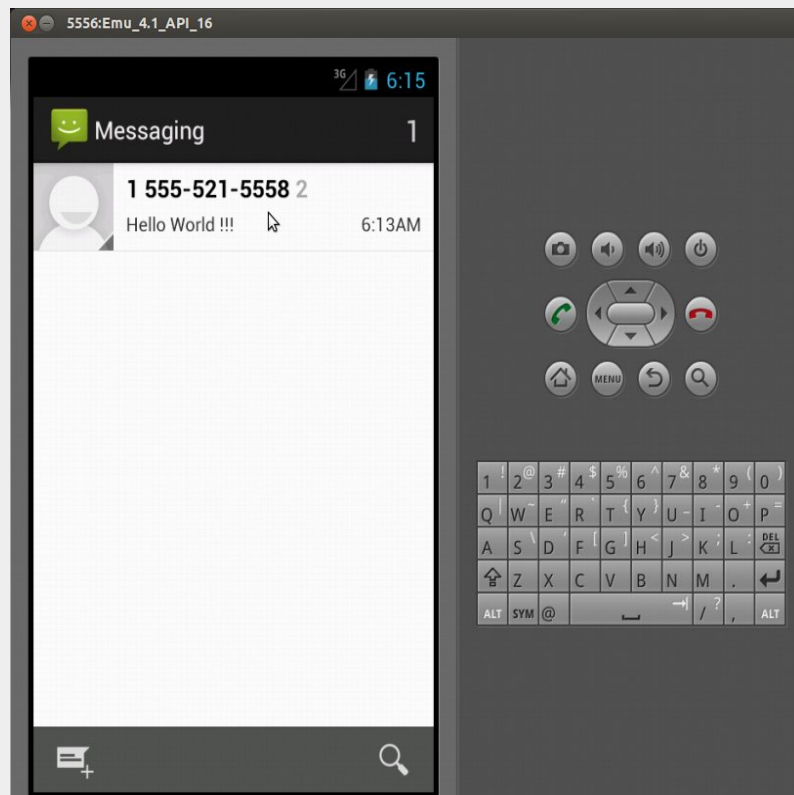 5556:Emu_4.1_API_16
3G 6:15
Messaging 1
1 555-521-5558 2
Hello World !!! 6:13AM
MENU
1 ! 2 @ 3 # 4 $ 5 % 6 ^ 7 & 8 * 9 ( 0 )
Q | W ~ E “ R ` T { Y } U _ I - O + P =
A S \ D ' F [ G ] H < J > K ; L : DEL
Z X C V B N M .
ALT SYM @ / ? , ALT